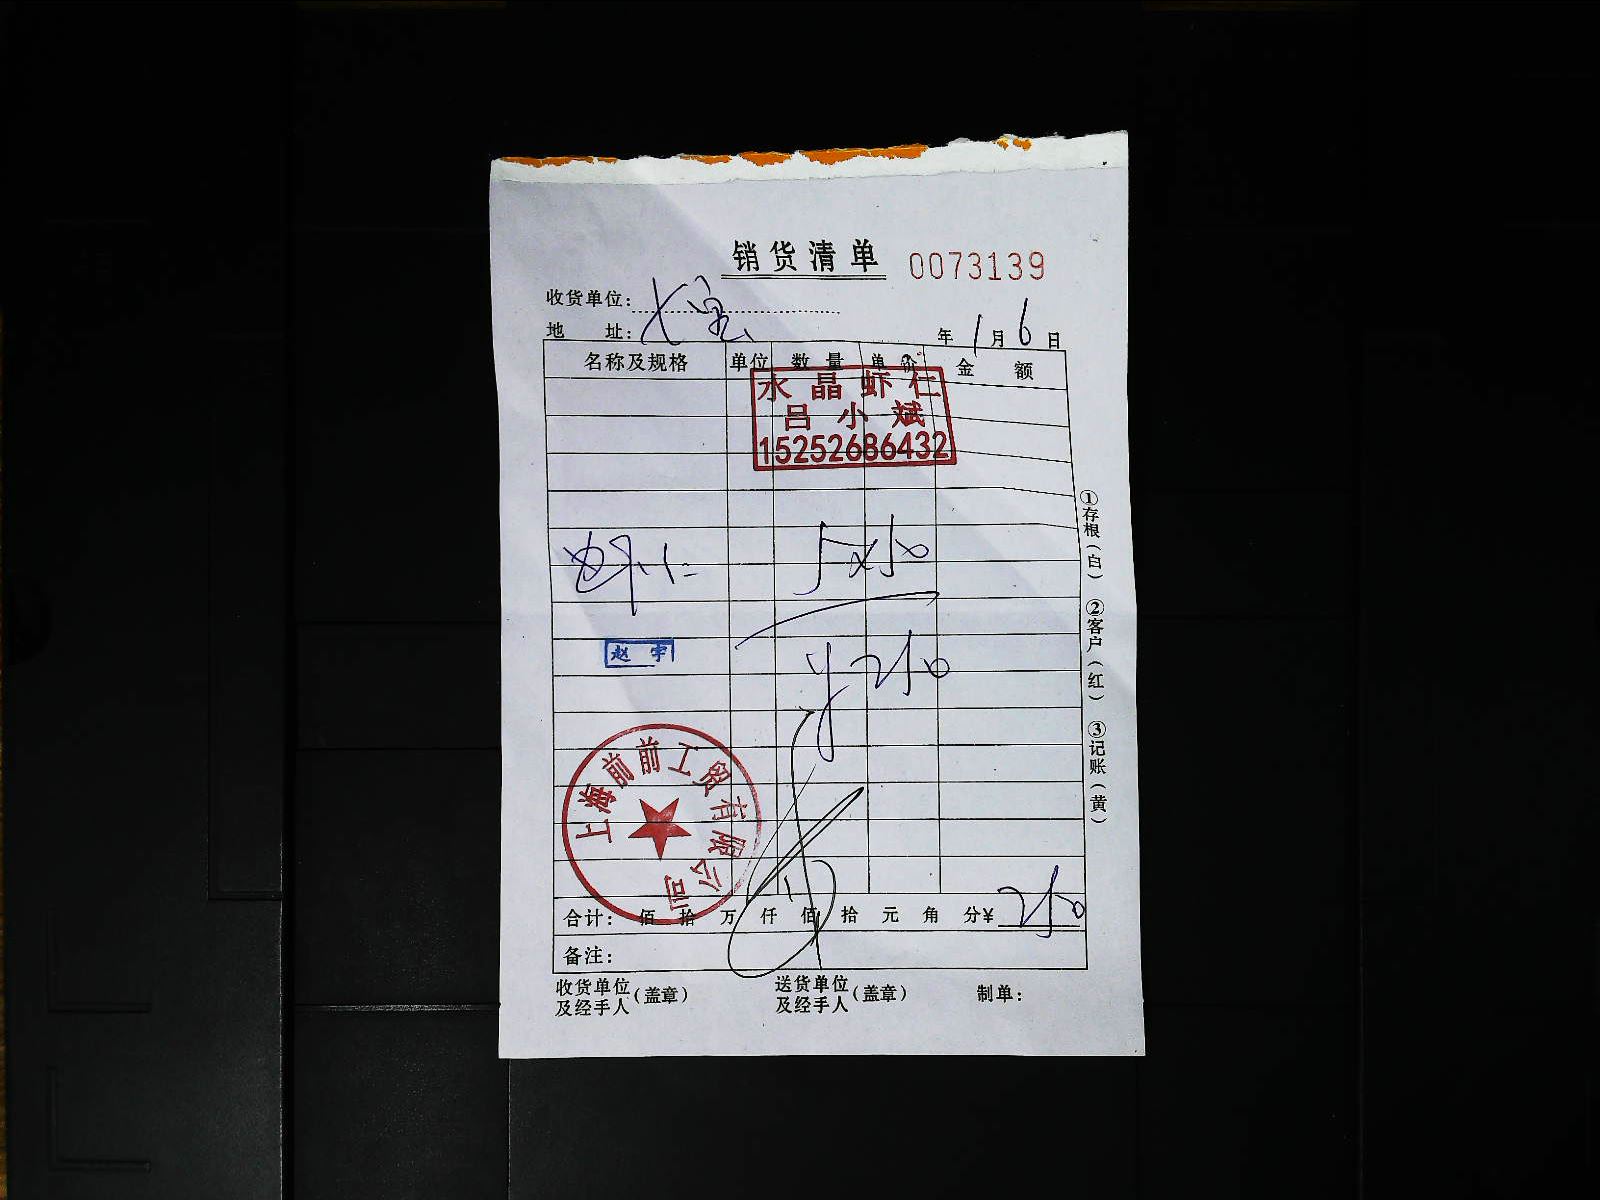 销货清单 0073139
收货单位:
地 址: 年 1 月 6 日
名称及规格 单位 数量 单价 金额
水晶虾仁
吕小斌
15252686432
虾仁 5×50
¥250
赵宇
上海前前工贸有限公司
合计: 佰 拾 万 仟 佰 拾 元 角 分¥ 250
备注:
收货单位及经手人(盖章) 送货单位及经手人(盖章) 制单:
①存根(白) ②客户(红) ③记账(黄)